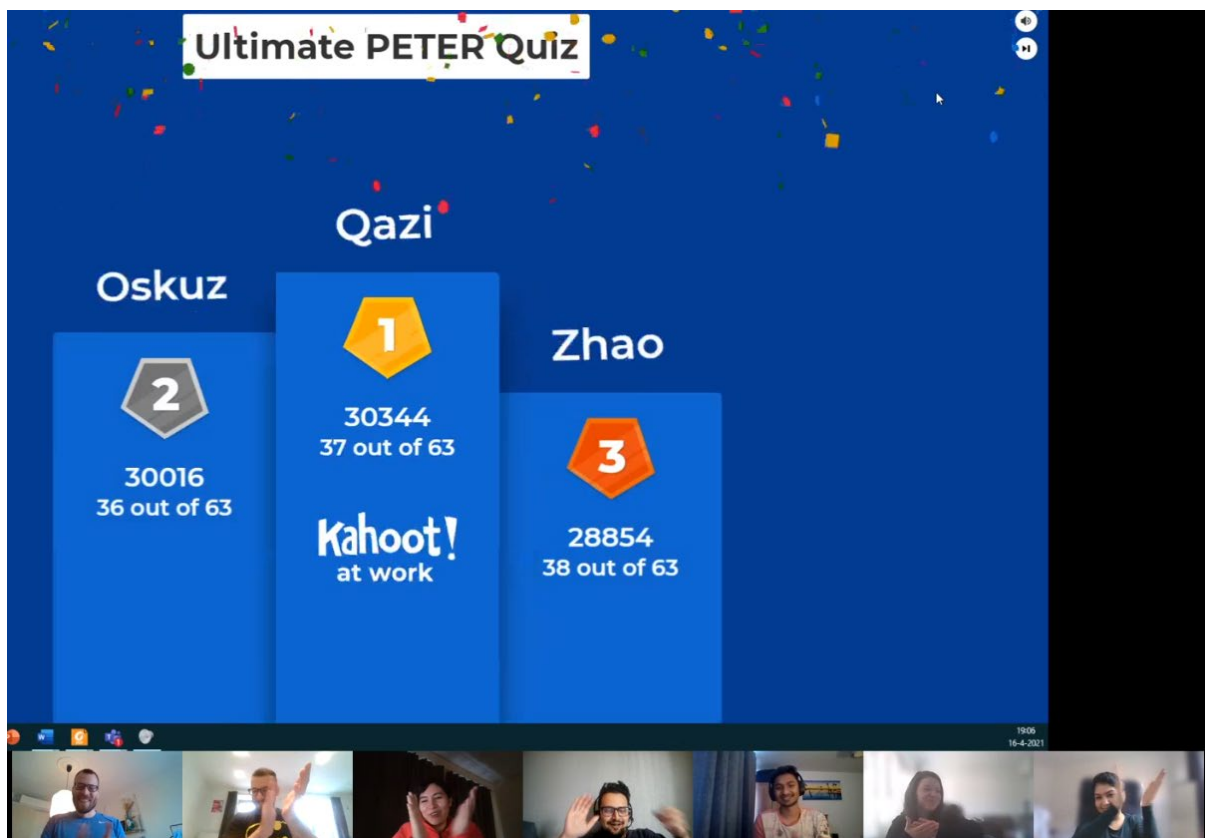 Ultimate PETER Quiz
Qazi
Oskuz
Zhao
1
30344
37 out of 63
Kahoot!
at work
2
30016
36 out of 63
3
28854
38 out of 63
19:06
16-4-2021